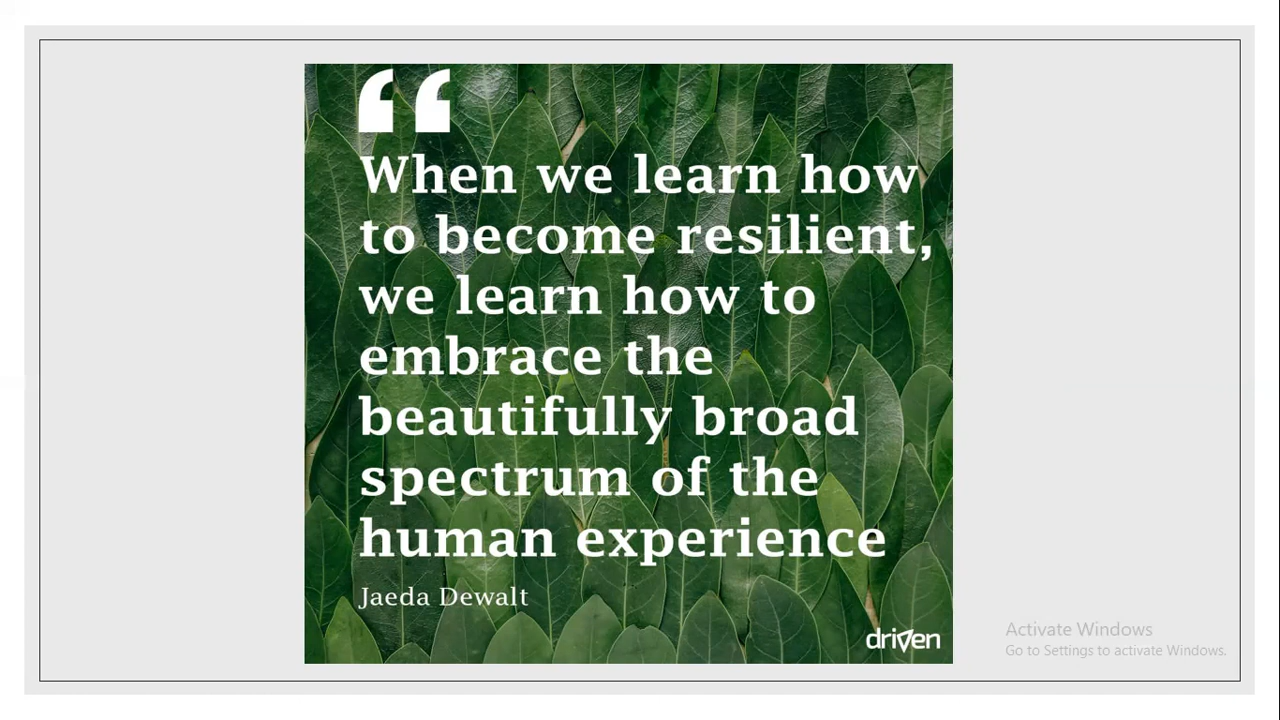 “
When we learn how
to become resilient,
we learn how to
embrace the
beautifully broad
spectrum of the
human experience
Jaeda Dewalt
driven
Activate Windows
Go to Settings to activate Windows.